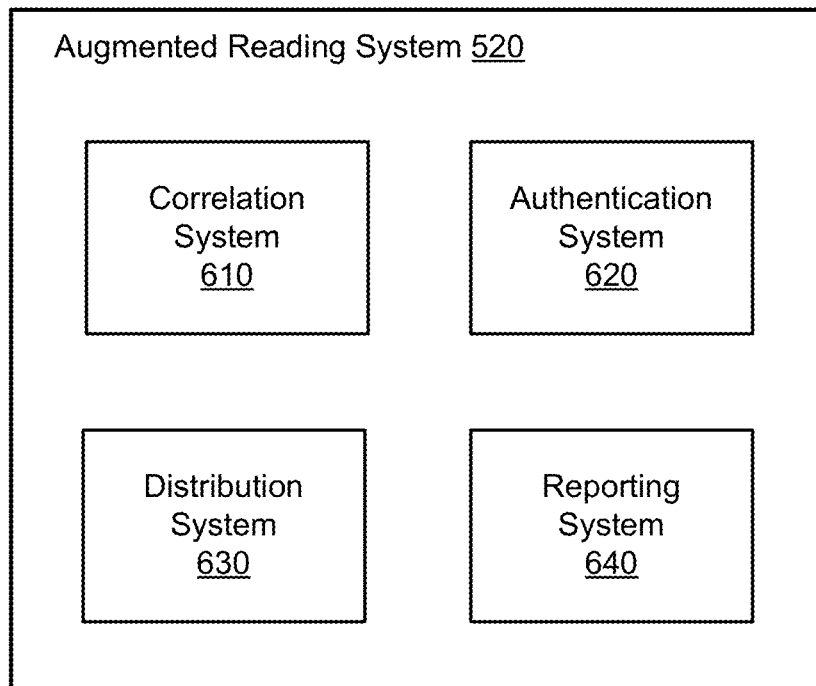 Augmented Reading System 520
Correlation
System
610
Authentication
System
620
Distribution
System
630
Reporting
System
640